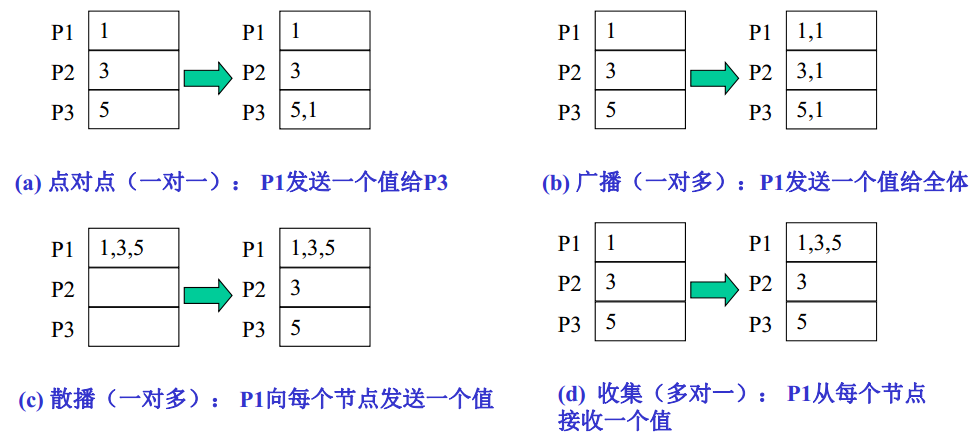 P1 1 P1 1
P2 3 P2 3
P3 5 P3 5,1
(a) 点对点（一对一）： P1发送一个值给P3
P1 1 P1 1,1
P2 3 P2 3,1
P3 5 P3 5,1
(b) 广播（一对多）：P1发送一个值给全体
P1 1,3,5 P1 1,3,5
P2 P2 3
P3 P3 5
(c) 散播（一对多）： P1向每个节点发送一个值
P1 1 P1 1,3,5
P2 3 P2 3
P3 5 P3 5
(d) 收集（多对一）： P1从每个节点
接收一个值